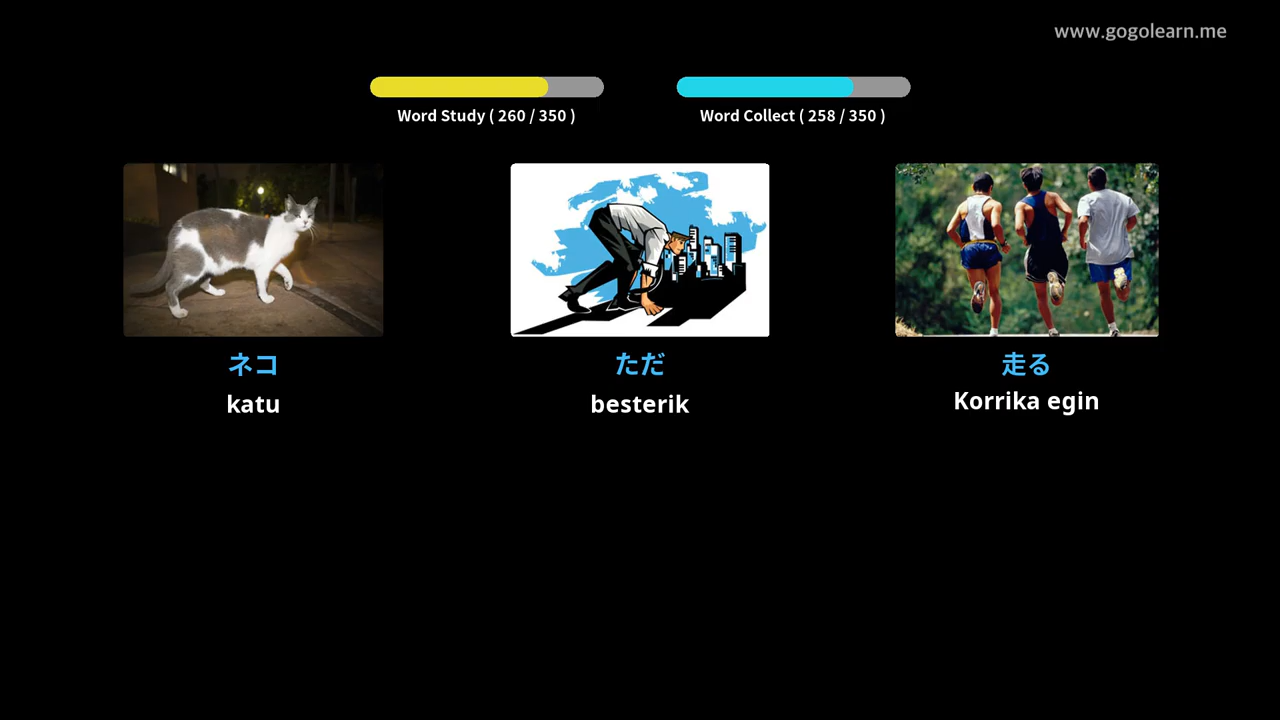 www.gogolearn.me
Word Study ( 260 / 350 )
Word Collect ( 258 / 350 )
ネコ
katu
ただ
besterik
走る
Korrika egin